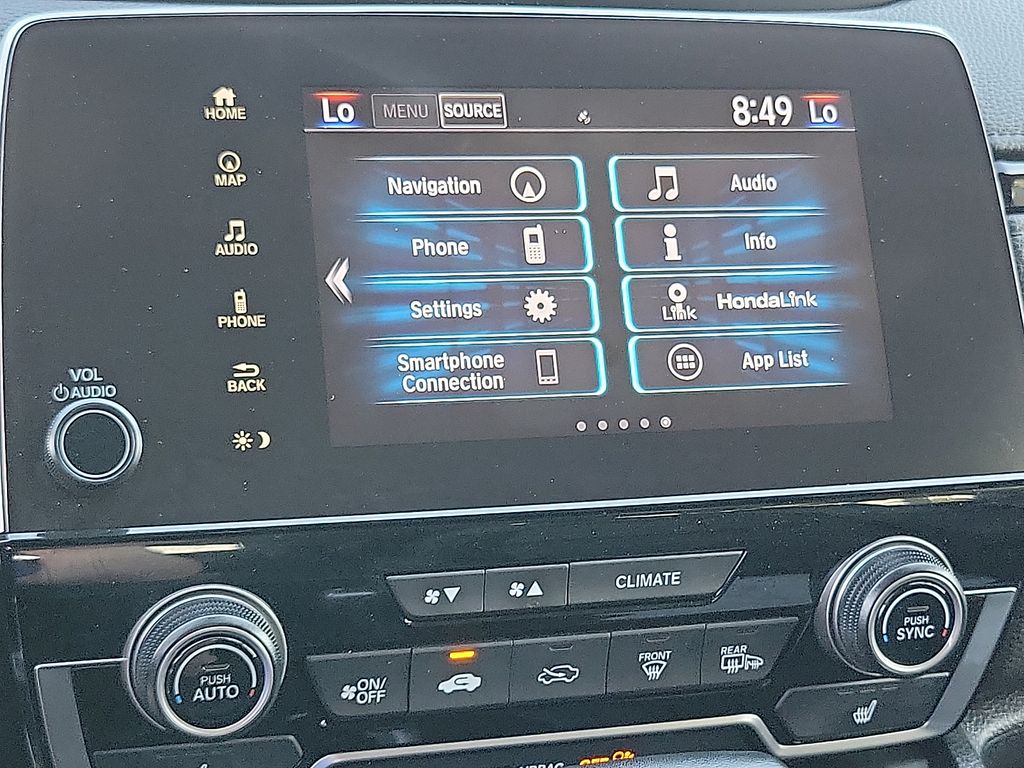 HOME
MAP
AUDIO
PHONE
BACK
VOL
AUDIO
Lo MENU SOURCE 8:49 Lo
Navigation Audio
Phone Info
Settings Link HondaLink
Smartphone
Connection
App List
CLIMATE
PUSH
AUTO
ON/
OFF
FRONT
REAR
PUSH
SYNC